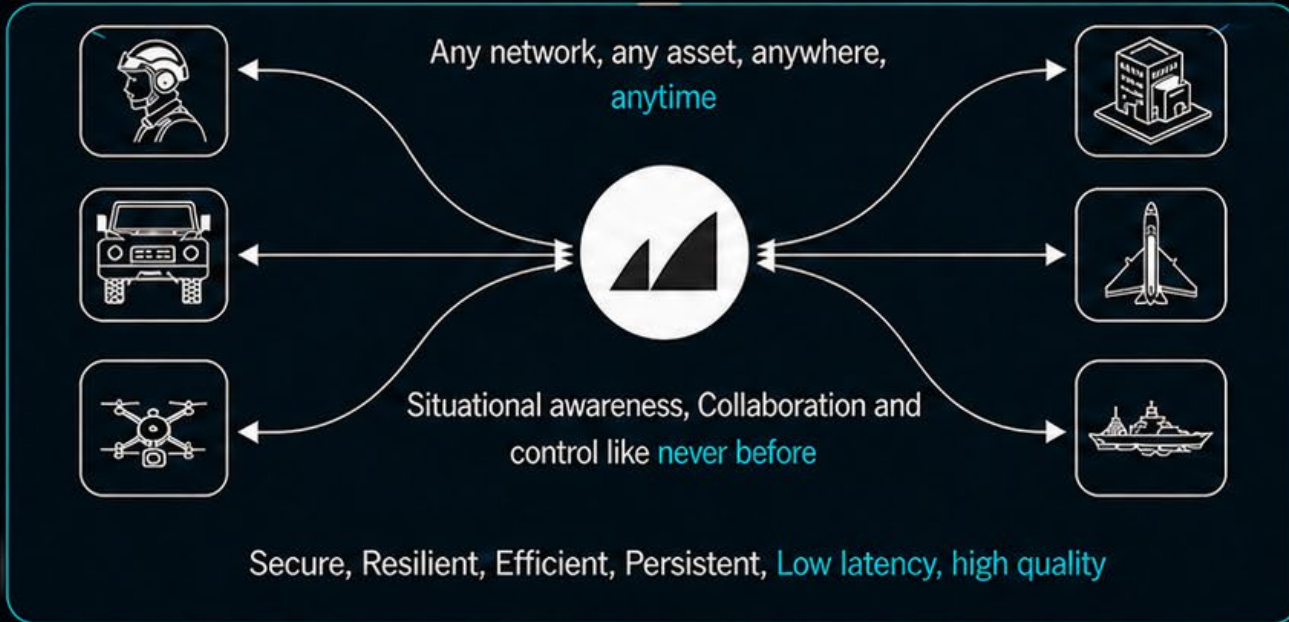 Any network, any asset, anywhere,
anytime
Situational awareness, Collaboration and
control like never before
Secure, Resilient, Efficient, Persistent, Low latency, high quality